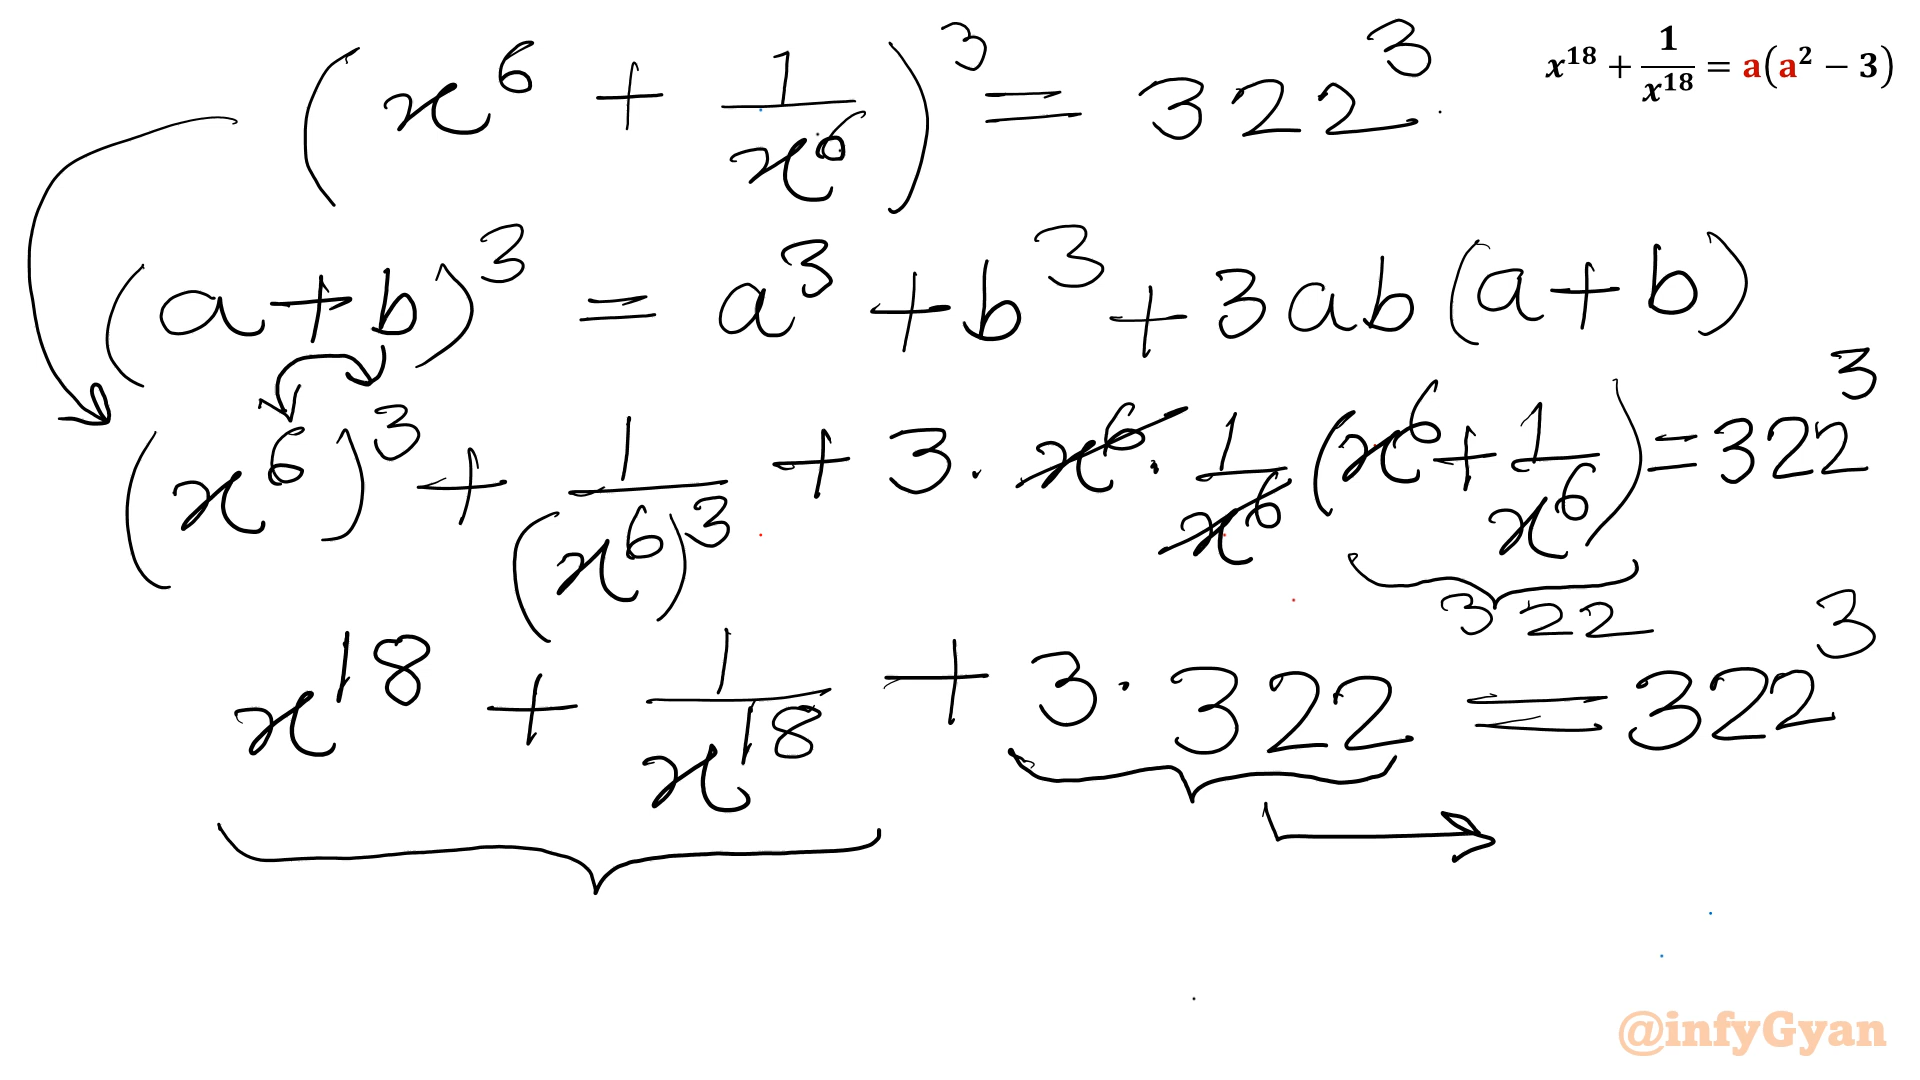 (x⁶ + 1/x⁶)³ = 322³
x¹⁸ + 1/x¹⁸ = a(a² − 3)
(a+b)³ = a³ + b³ + 3ab(a+b)
(x⁶)³ + 1/(x⁶)³ + 3 · x⁶ · 1/x⁶ (x⁶ + 1/x⁶) = 322³
322
x¹⁸ + 1/x¹⁸ + 3 · 322 = 322³
@infyGyan